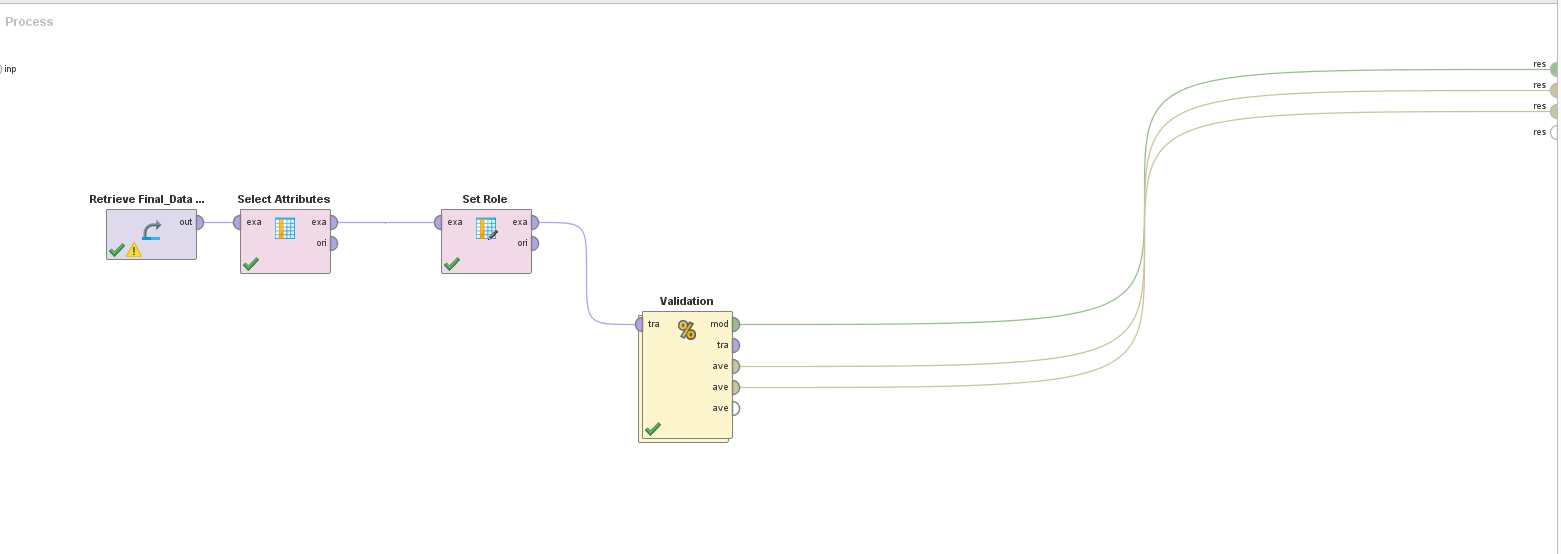 Process
inp
res
res
res
res
Retrieve Final_Data ...
out
Select Attributes
exa
exa
ori
Set Role
exa
exa
ori
Validation
%
tra
mod
tra
ave
ave
ave